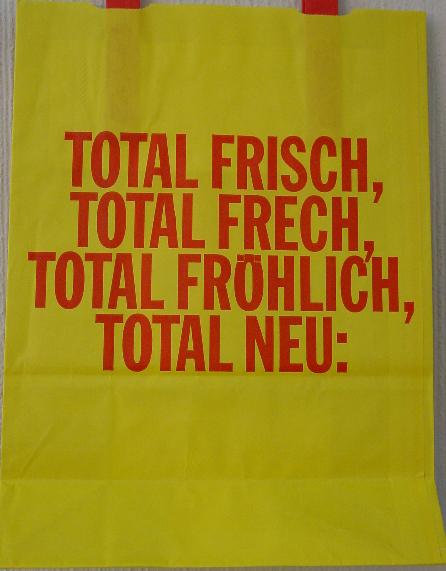 TOTAL FRISCH,
TOTAL FRECH,
TOTAL FRÖHLICH,
TOTAL NEU: